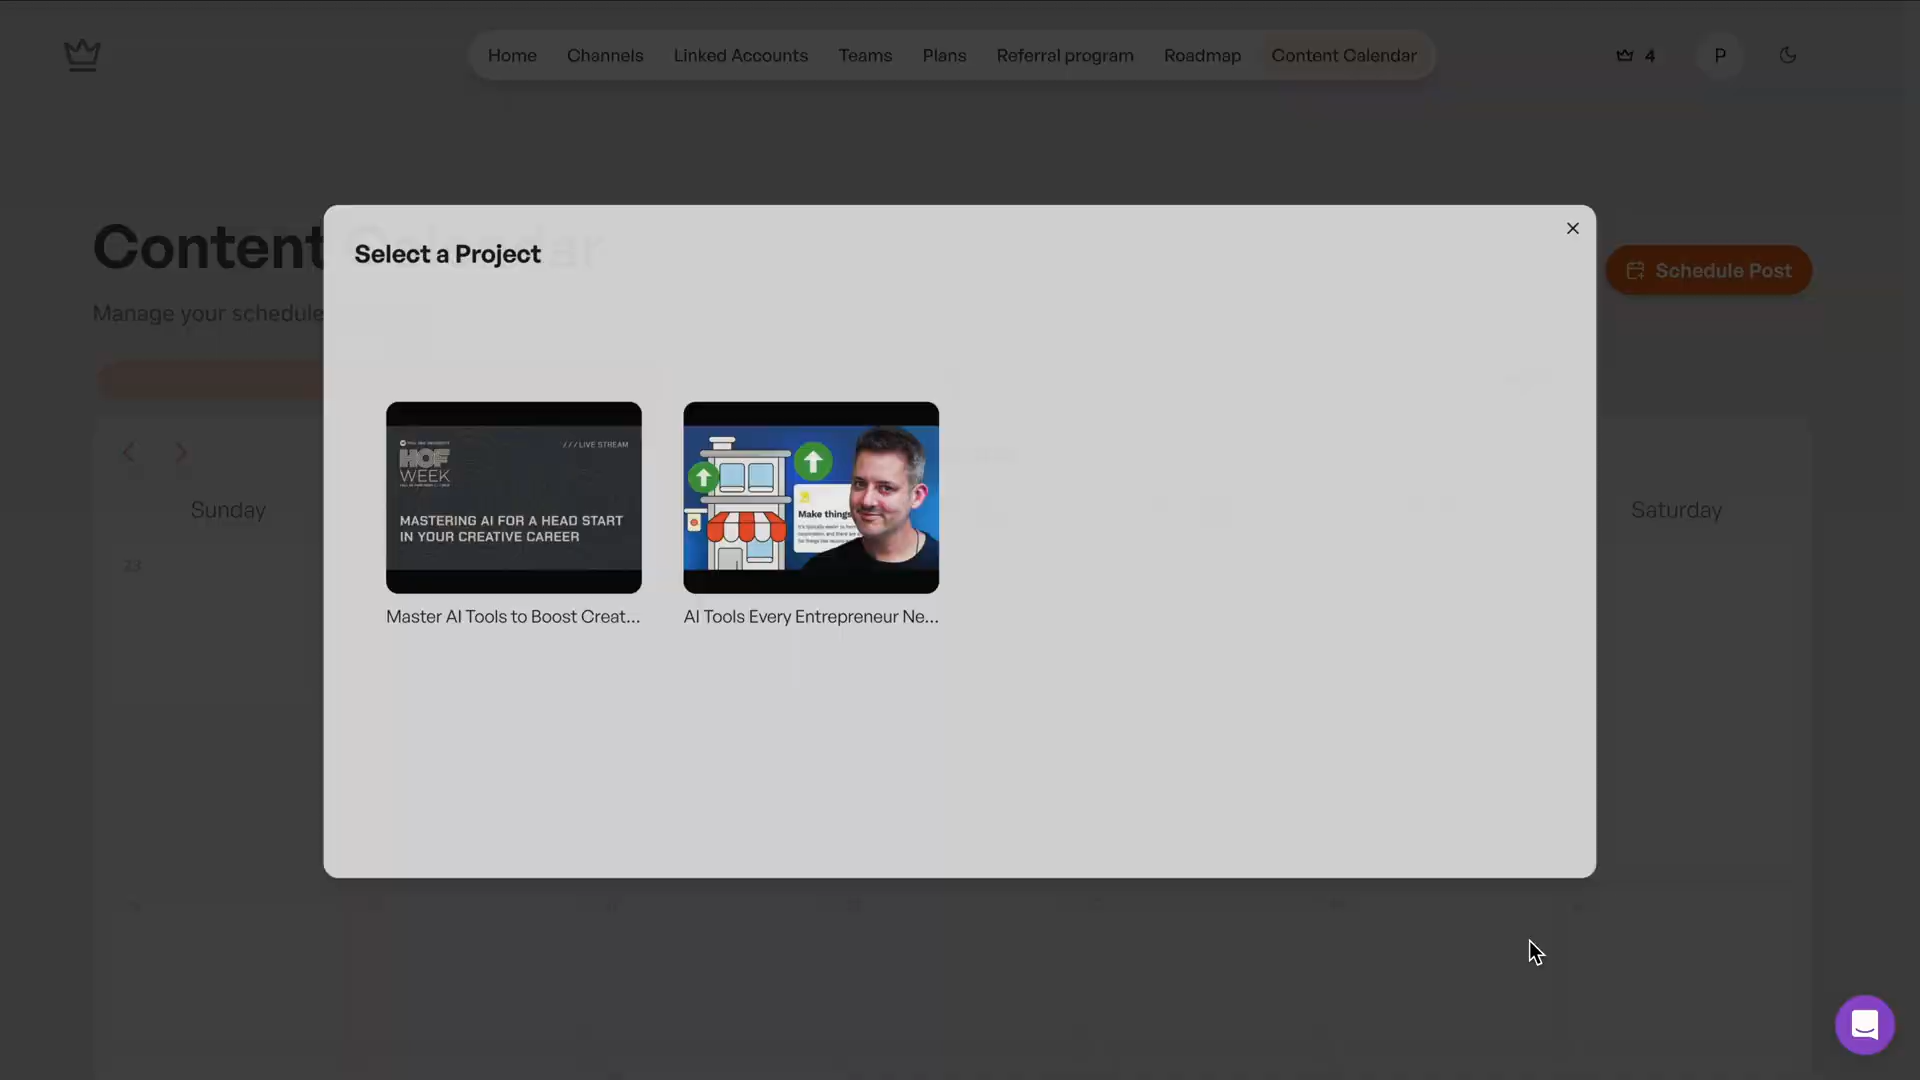 Home Channels Linked Accounts Teams Plans Referral program Roadmap Content Calendar 4 P
Content Calendar
Select a Project
Schedule Post
Manage your schedule
Sunday
Saturday
23
HOF
WEEK
/// LIVE STREAM
MASTERING AI FOR A HEAD START
IN YOUR CREATIVE CAREER
Make things
Master AI Tools to Boost Creat...
AI Tools Every Entrepreneur Ne...